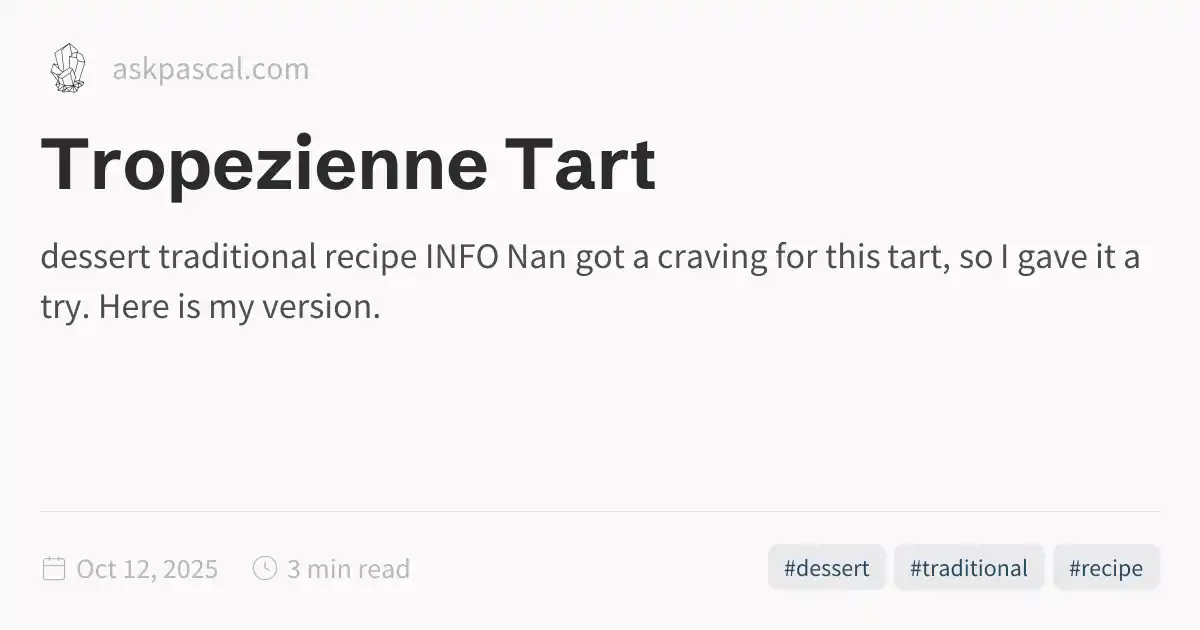 askpascal.com
Tropezienne Tart
dessert traditional recipe INFO Nan got a craving for this tart, so I gave it a
try. Here is my version.
Oct 12, 2025
3 min read
#dessert
#traditional
#recipe